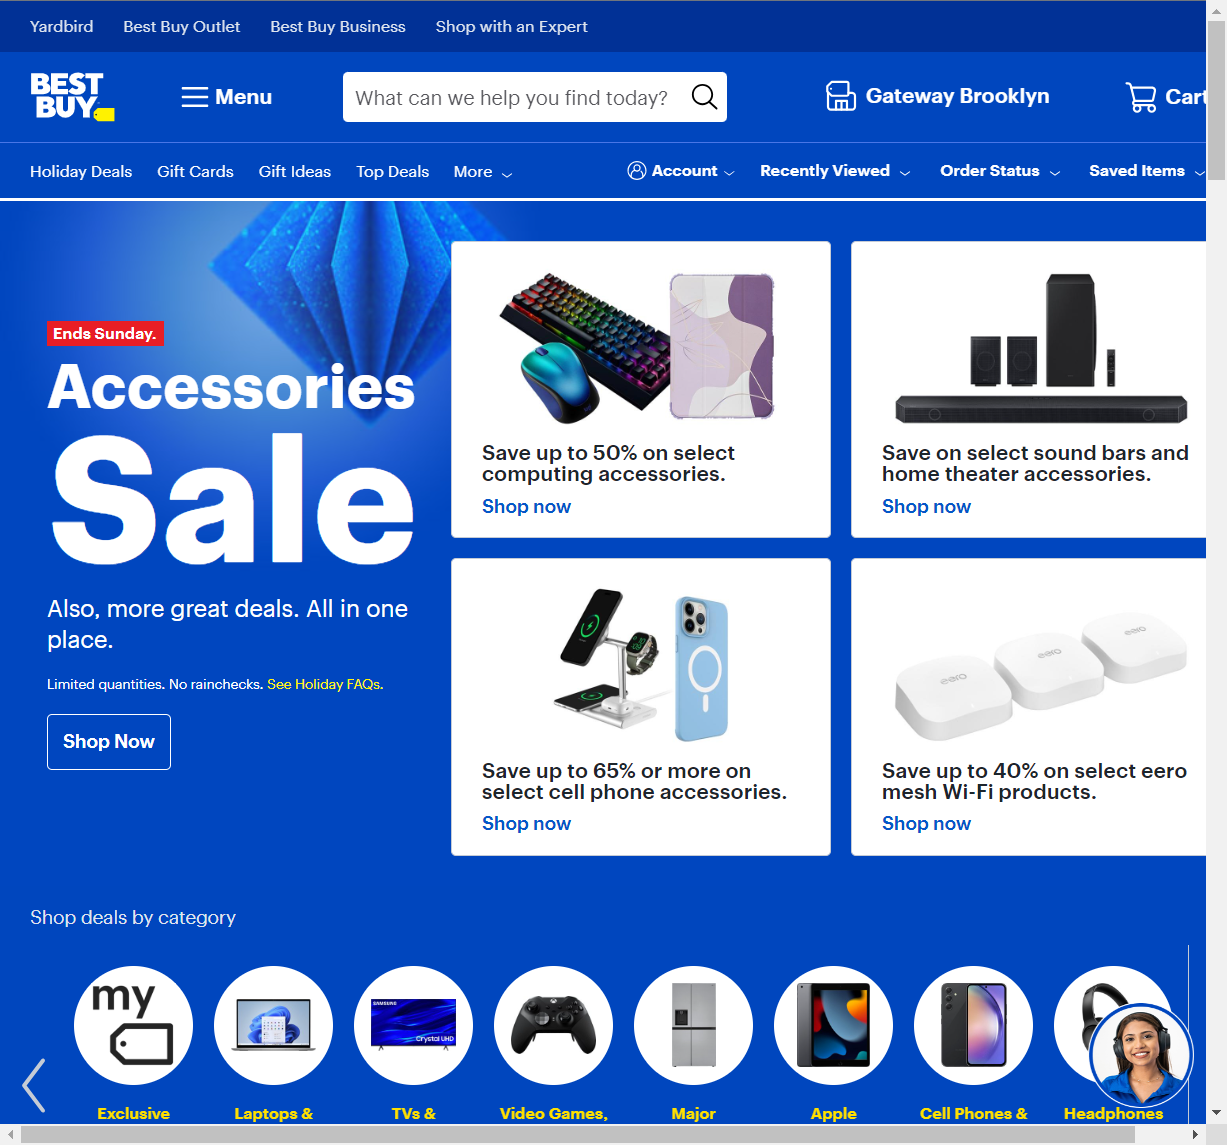 Yardbird Best Buy Outlet Best Buy Business Shop with an Expert
BEST
BUY
Menu
What can we help you find today?
Gateway Brooklyn
Cart
Holiday Deals Gift Cards Gift Ideas Top Deals More
Account Recently Viewed Order Status Saved Items
Ends Sunday.
Accessories
Sale
Also, more great deals. All in one
place.
Limited quantities. No rainchecks. See Holiday FAQs.
Shop Now
Save up to 50% on select
computing accessories.
Shop now
Save on select sound bars and
home theater accessories.
Shop now
eero
eero
eero
Save up to 65% or more on
select cell phone accessories.
Shop now
Save up to 40% on select eero
mesh Wi-Fi products.
Shop now
Shop deals by category
my
SAMSUNG
Crystal UHD
Exclusive
Laptops &
TVs &
Video Games,
Major
Apple
Cell Phones &
Headphones